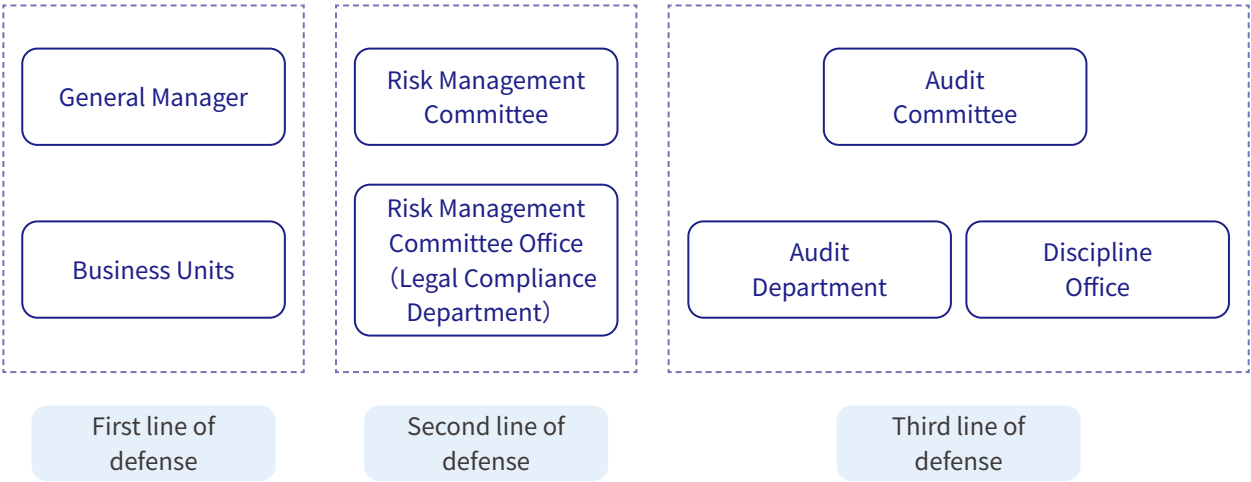 General Manager
Business Units
Risk Management
Committee
Risk Management
Committee Office
（Legal Compliance
Department）
Audit
Committee
Audit
Department
Discipline
Office
First line of
defense
Second line of
defense
Third line of
defense